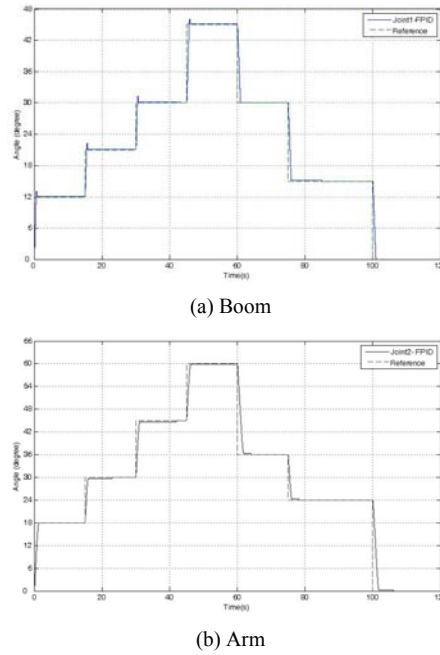 48
42
36
30
24
18
12
6
0
0 20 40 60 80 100 120
Angle (degree)
Time(s)
Joint1-FPID
Reference
(a) Boom
66
60
54
48
42
36
30
24
18
12
6
0
0 20 40 60 80 100 120
Angle (degree)
Time(s)
Joint2- FPID
Reference
(b) Arm